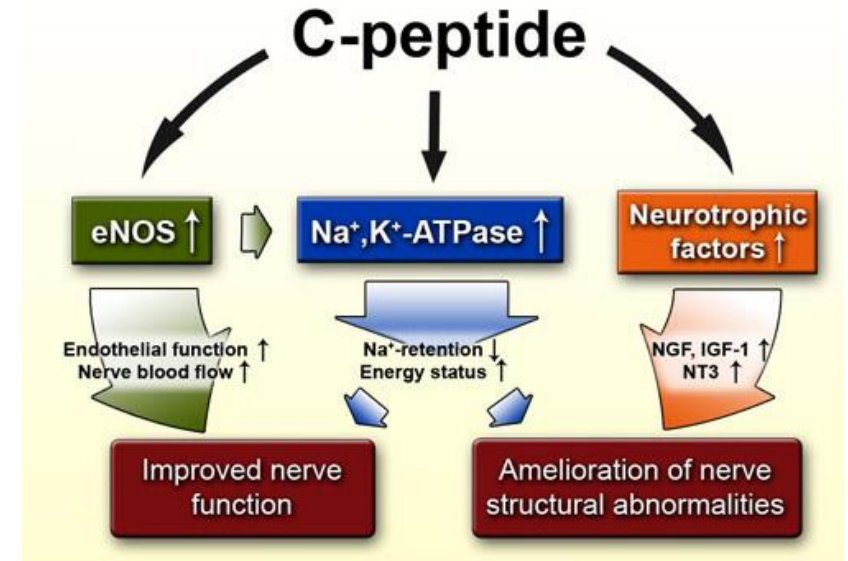 C-peptide
eNOS ↑
Na⁺,K⁺-ATPase ↑
Neurotrophic
factors ↑
Endothelial function ↑
Nerve blood flow ↑
Na⁺-retention ↓
Energy status ↑
NGF, IGF-1 ↑
NT3 ↑
Improved nerve
function
Amelioration of nerve
structural abnormalities